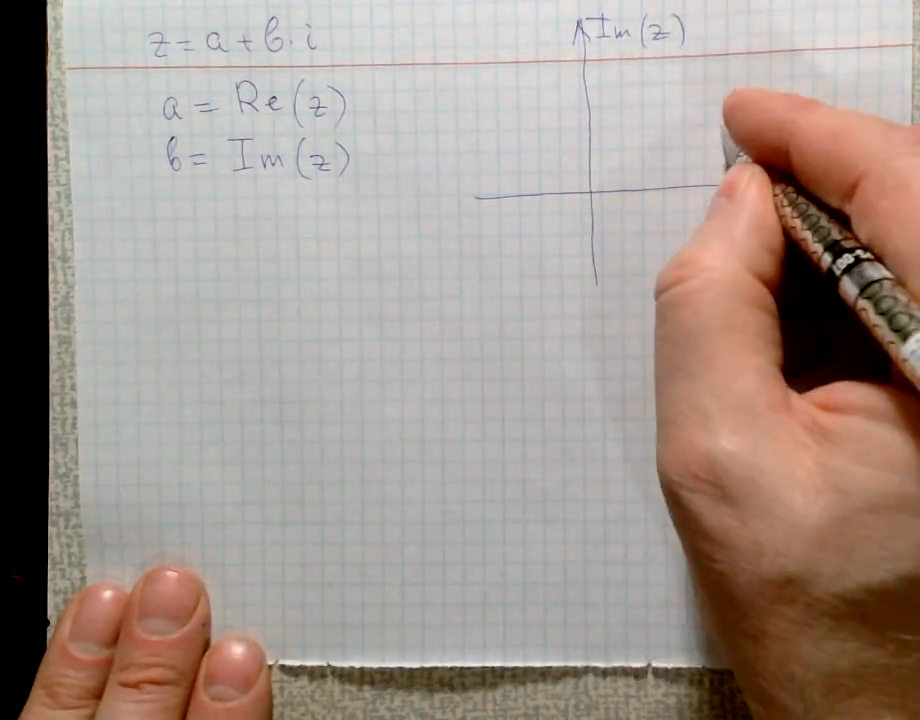 z = a + b · i
a = Re(z)
b = Im(z)
Im(z)